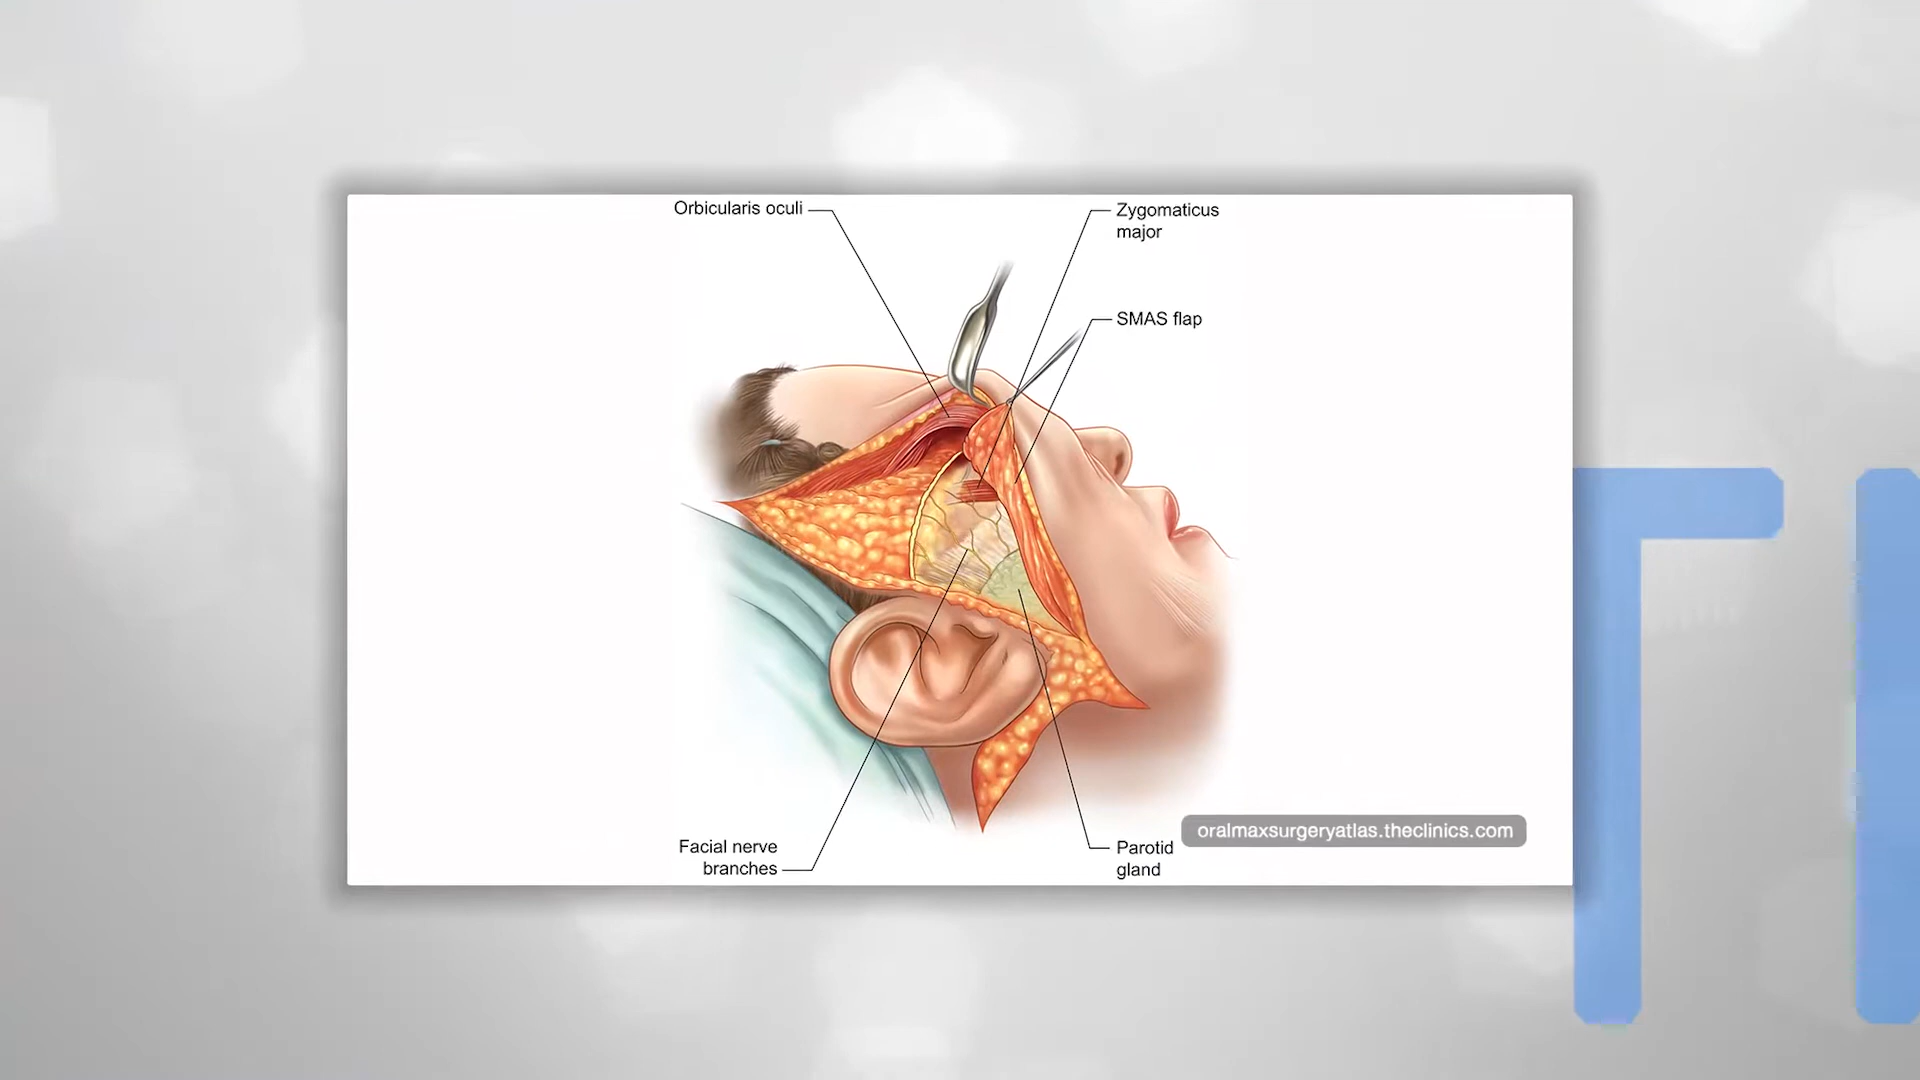 Orbicularis oculi
Zygomaticus
major
SMAS flap
Facial nerve
branches
Parotid
gland
oralmaxsurgeryatlas.theclinics.com